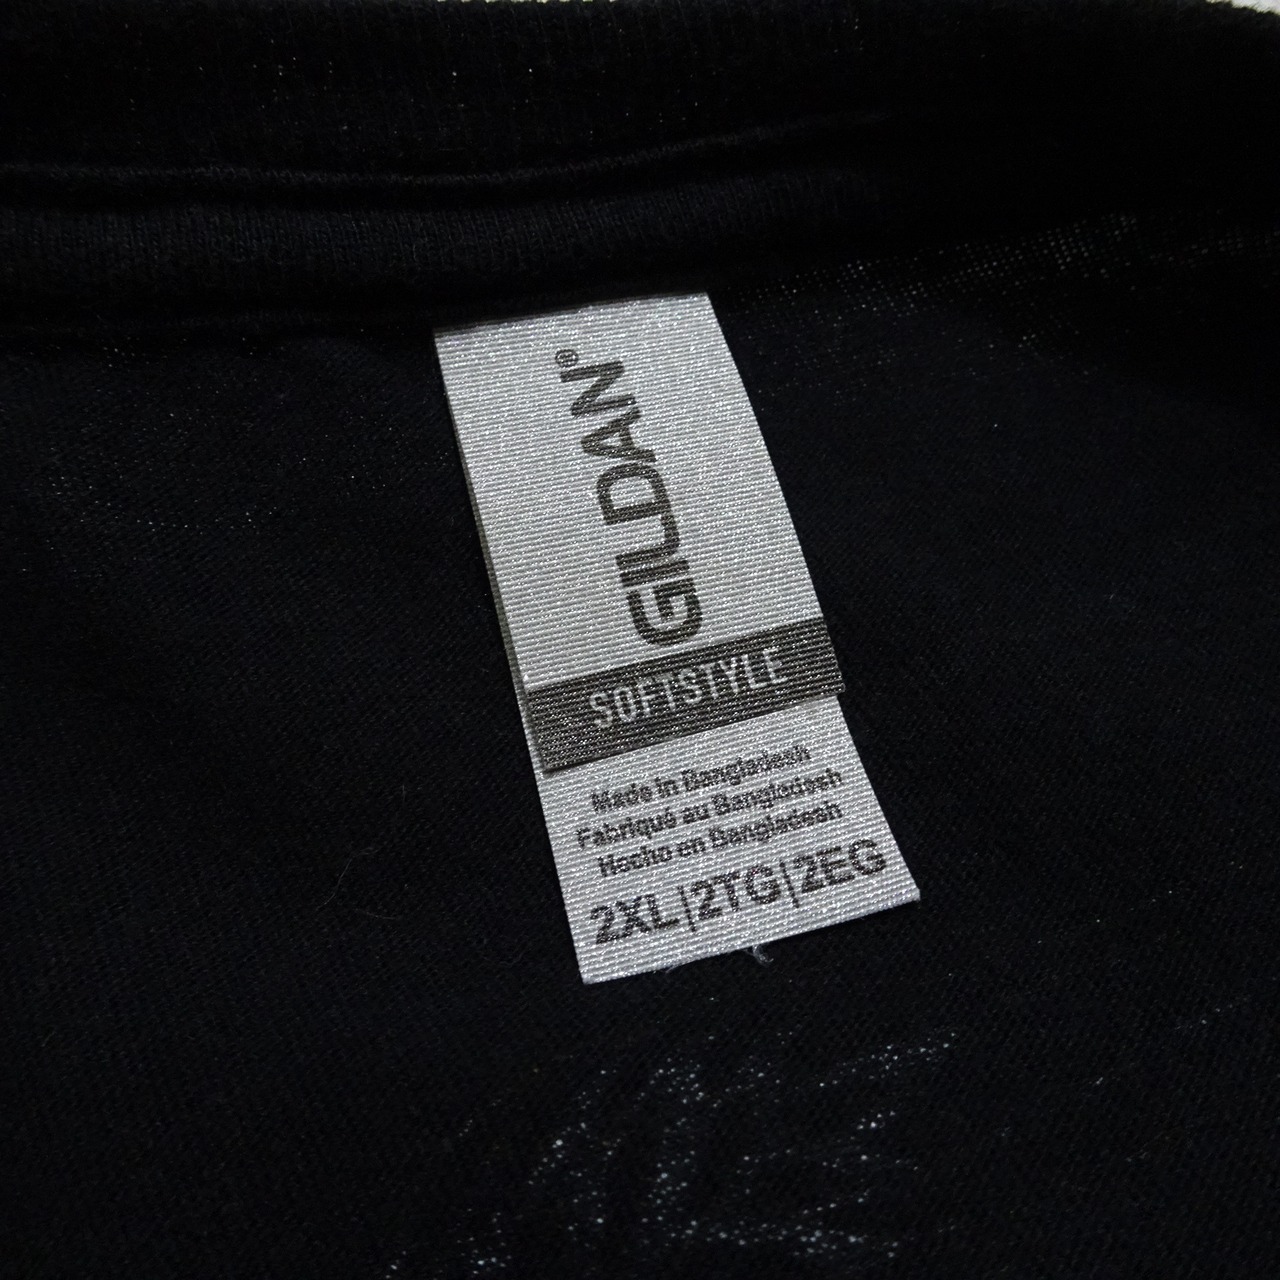 GILDAN®
SOFTSTYLE
Made in Bangladesh
Fabriqué au Bangladesh
Hecho en Bangladesh
2XL|2TG|2EG